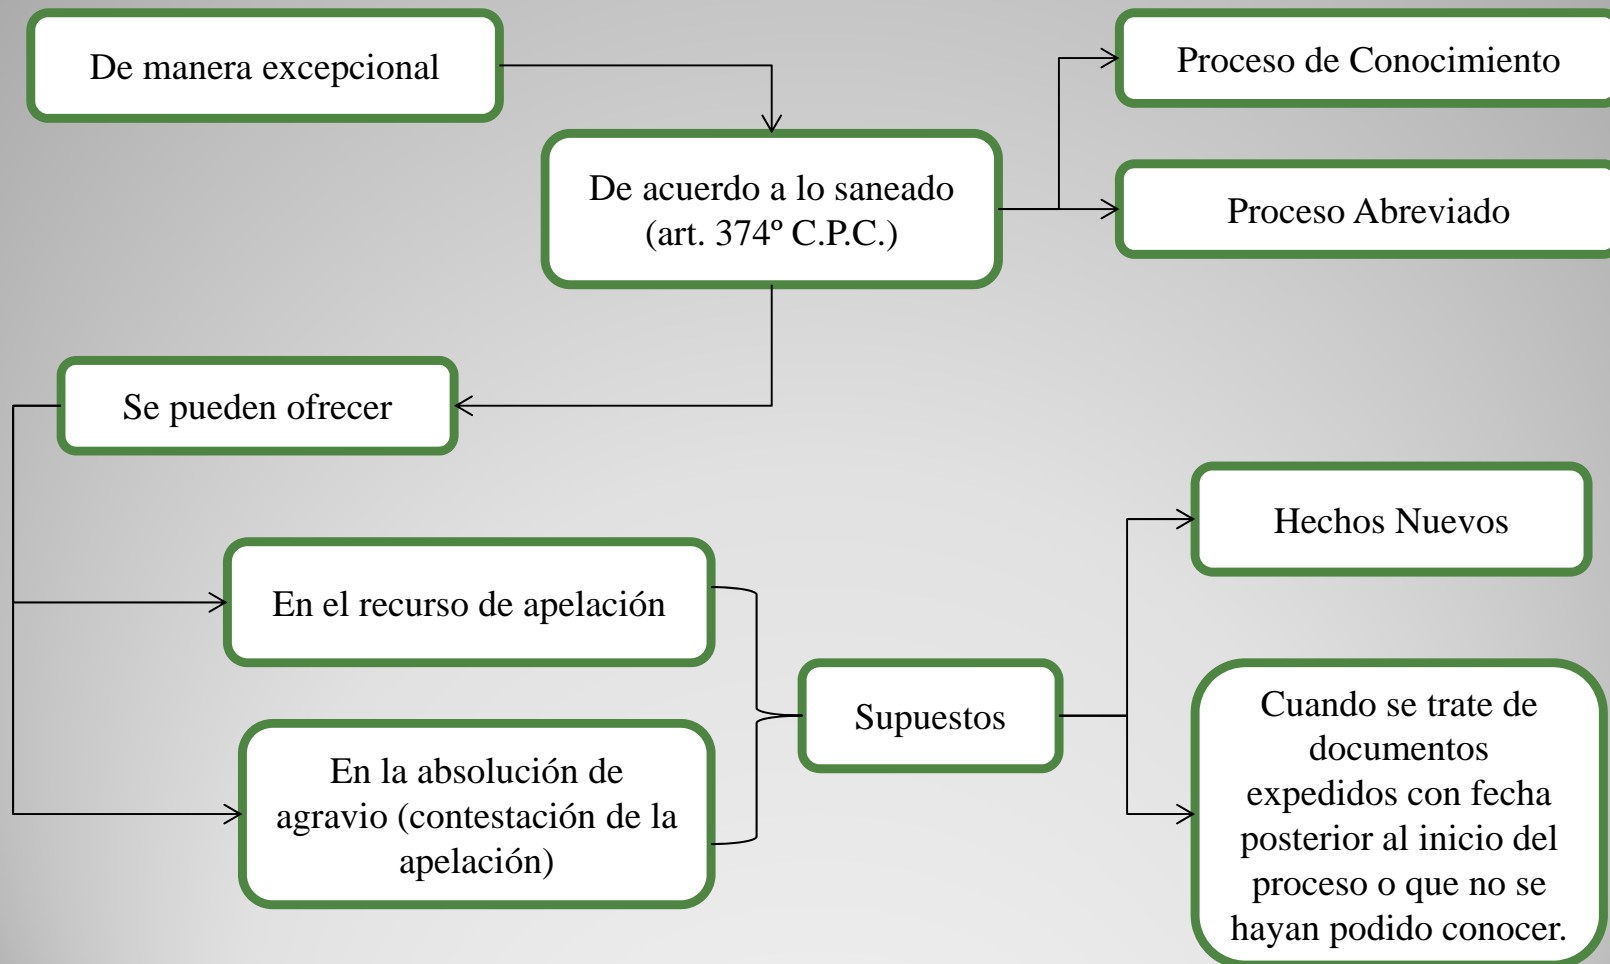 De manera excepcional
Proceso de Conocimiento
De acuerdo a lo saneado
(art. 374º C.P.C.)
Proceso Abreviado
Se pueden ofrecer
Hechos Nuevos
En el recurso de apelación
Supuestos
En la absolución de
agravio (contestación de la
apelación)
Cuando se trate de
documentos
expedidos con fecha
posterior al inicio del
proceso o que no se
hayan podido conocer.